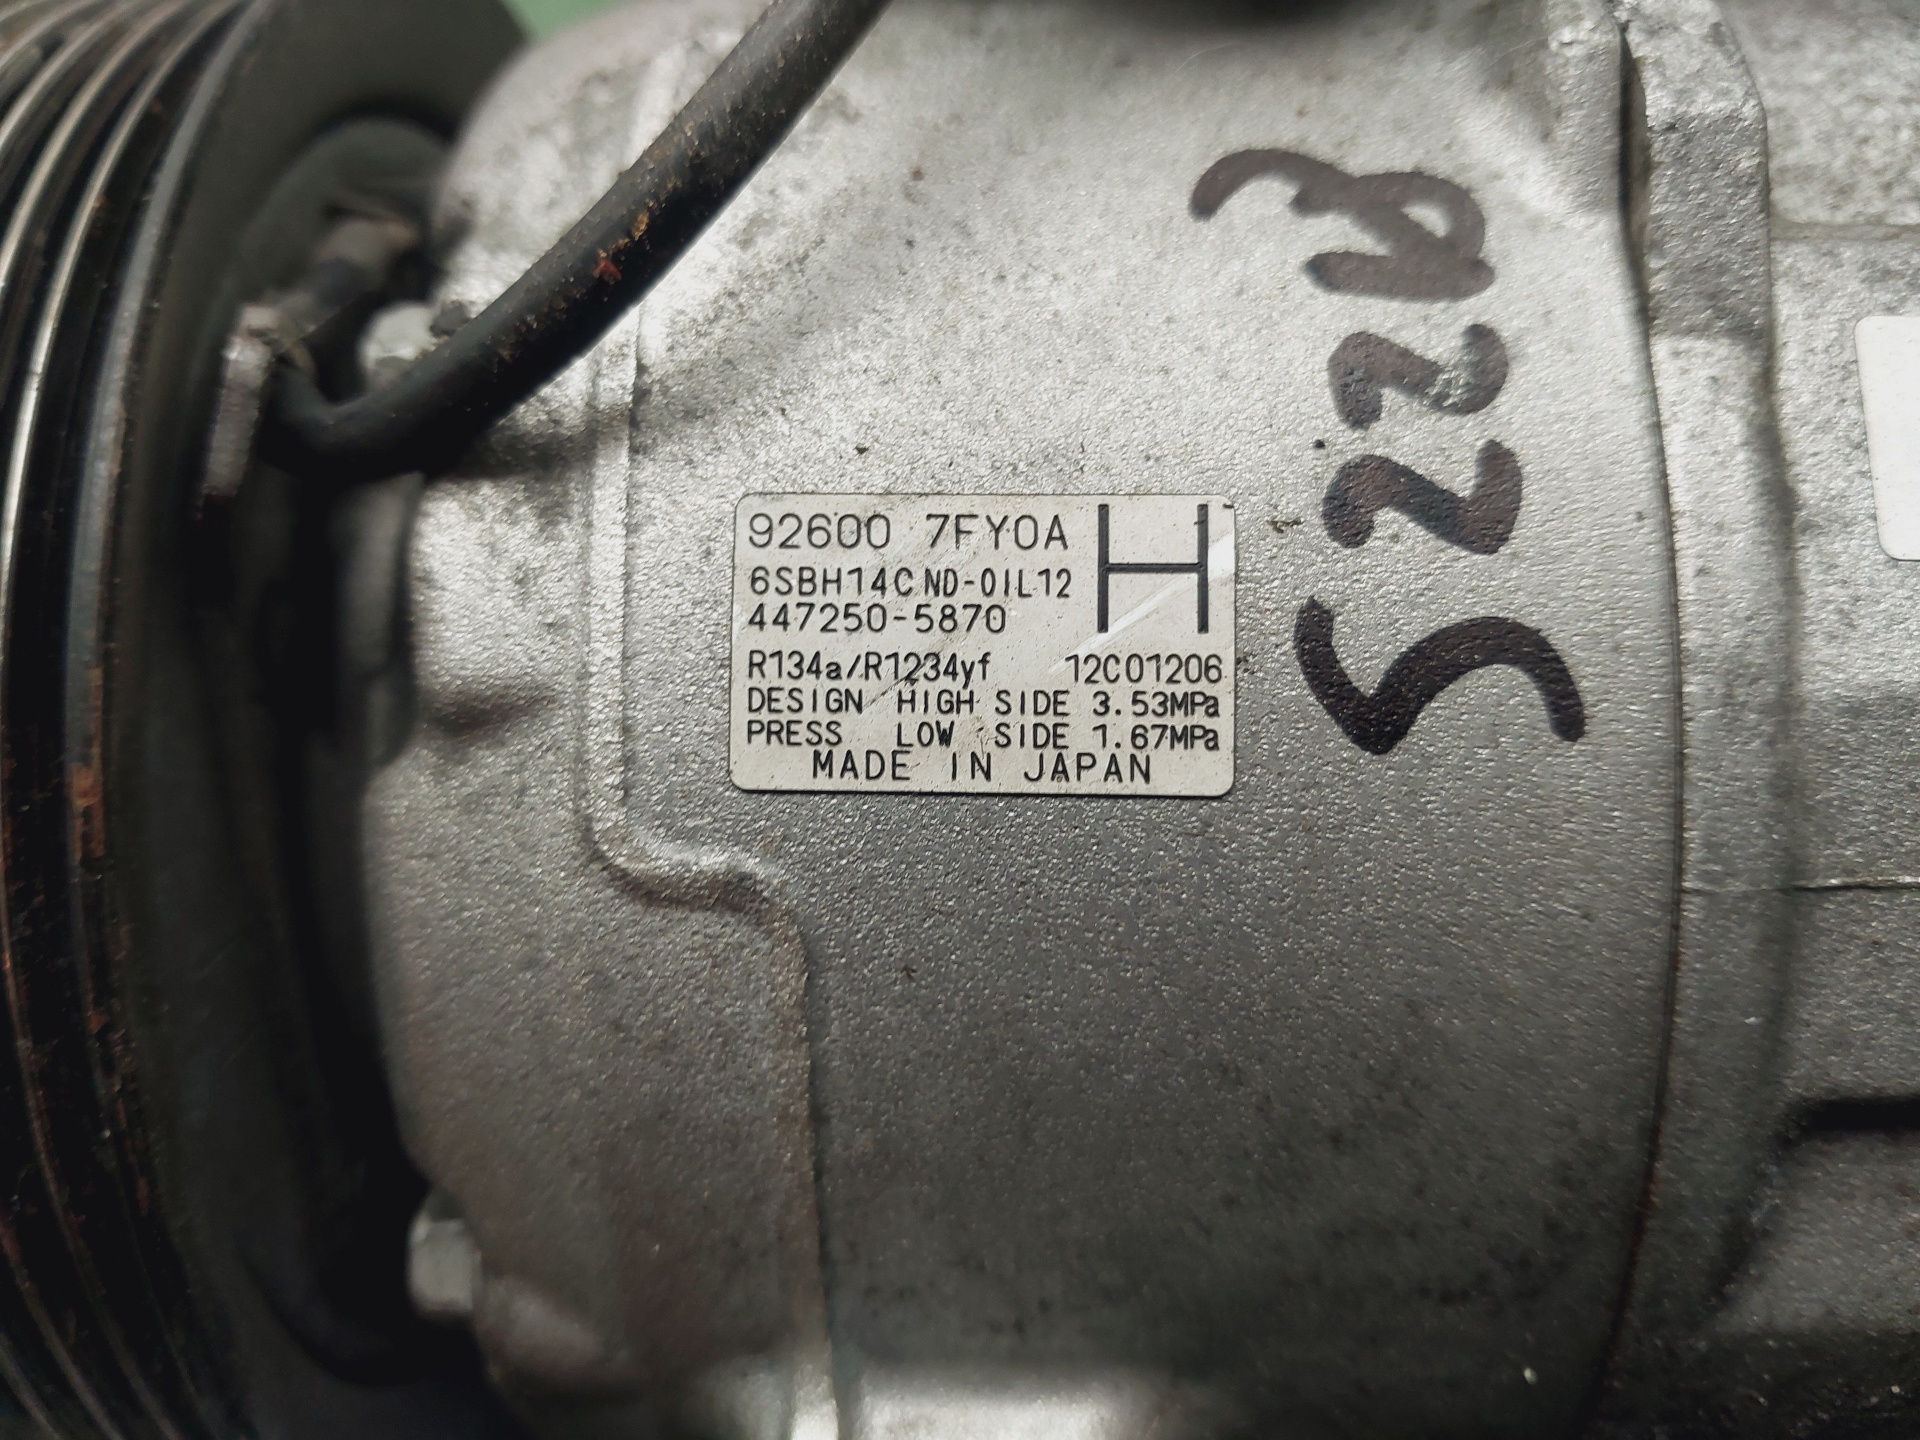 92600 7FY0A H
6SBH14C ND-OIL12
447250-5870
R134a/R1234yf 12C01206
DESIGN HIGH SIDE 3.53MPa
PRESS LOW SIDE 1.67MPa
MADE IN JAPAN